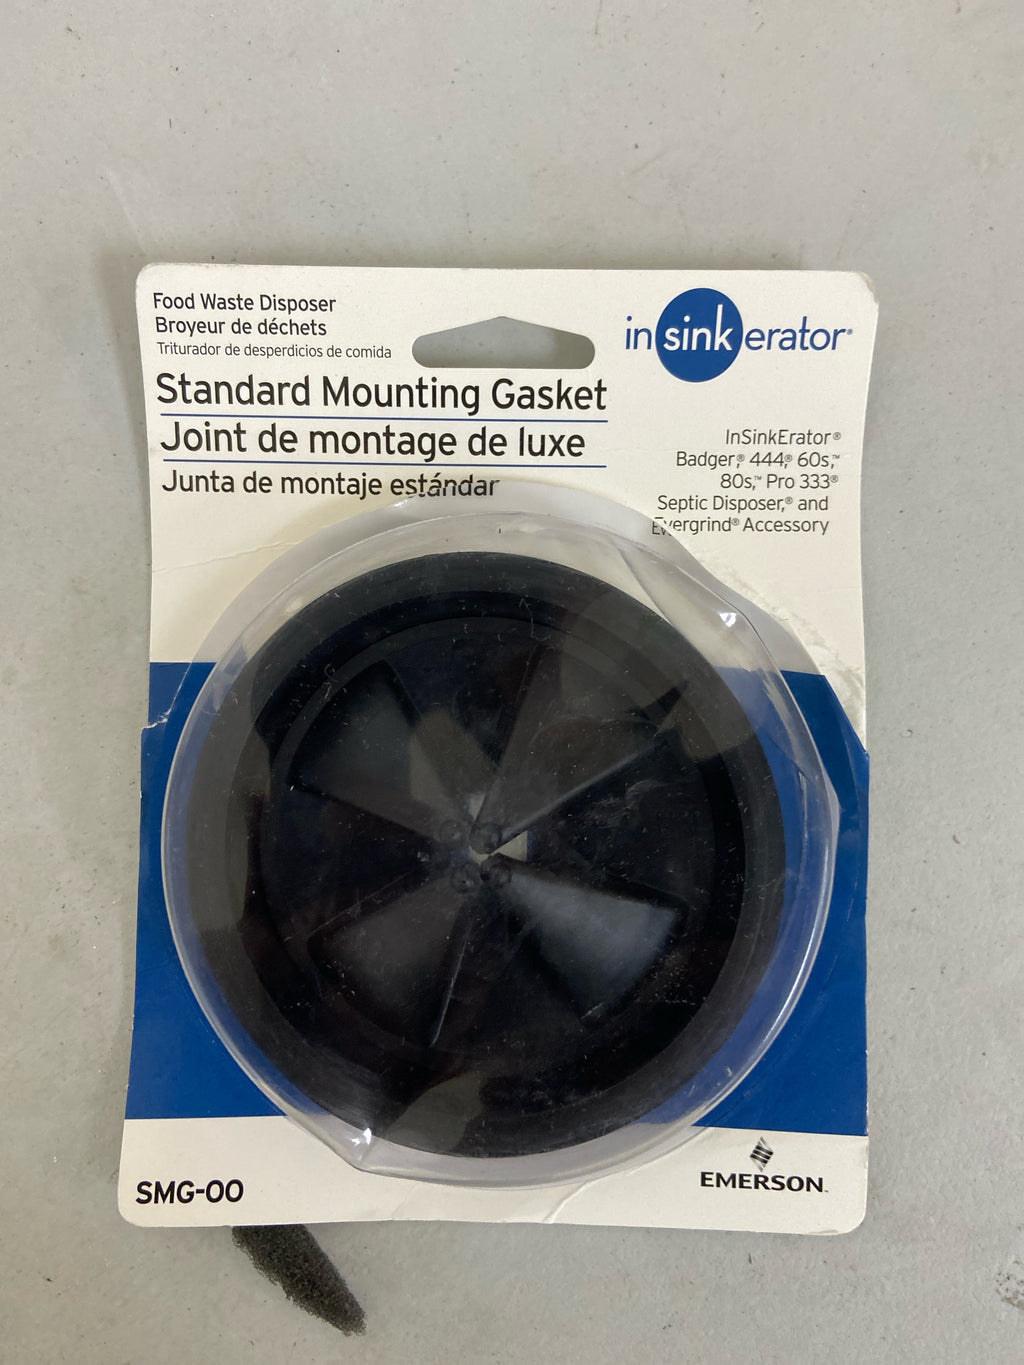 Food Waste Disposer
Broyeur de déchets
Triturador de desperdicios de comida
Standard Mounting Gasket
Joint de montage de luxe
Junta de montaje estándar
insinkerator®
InSinkErator®
Badger,® 444,® 60s,™
80s,™ Pro 333®
Septic Disposer,® and
Evergrind® Accessory
SMG-00
EMERSON™